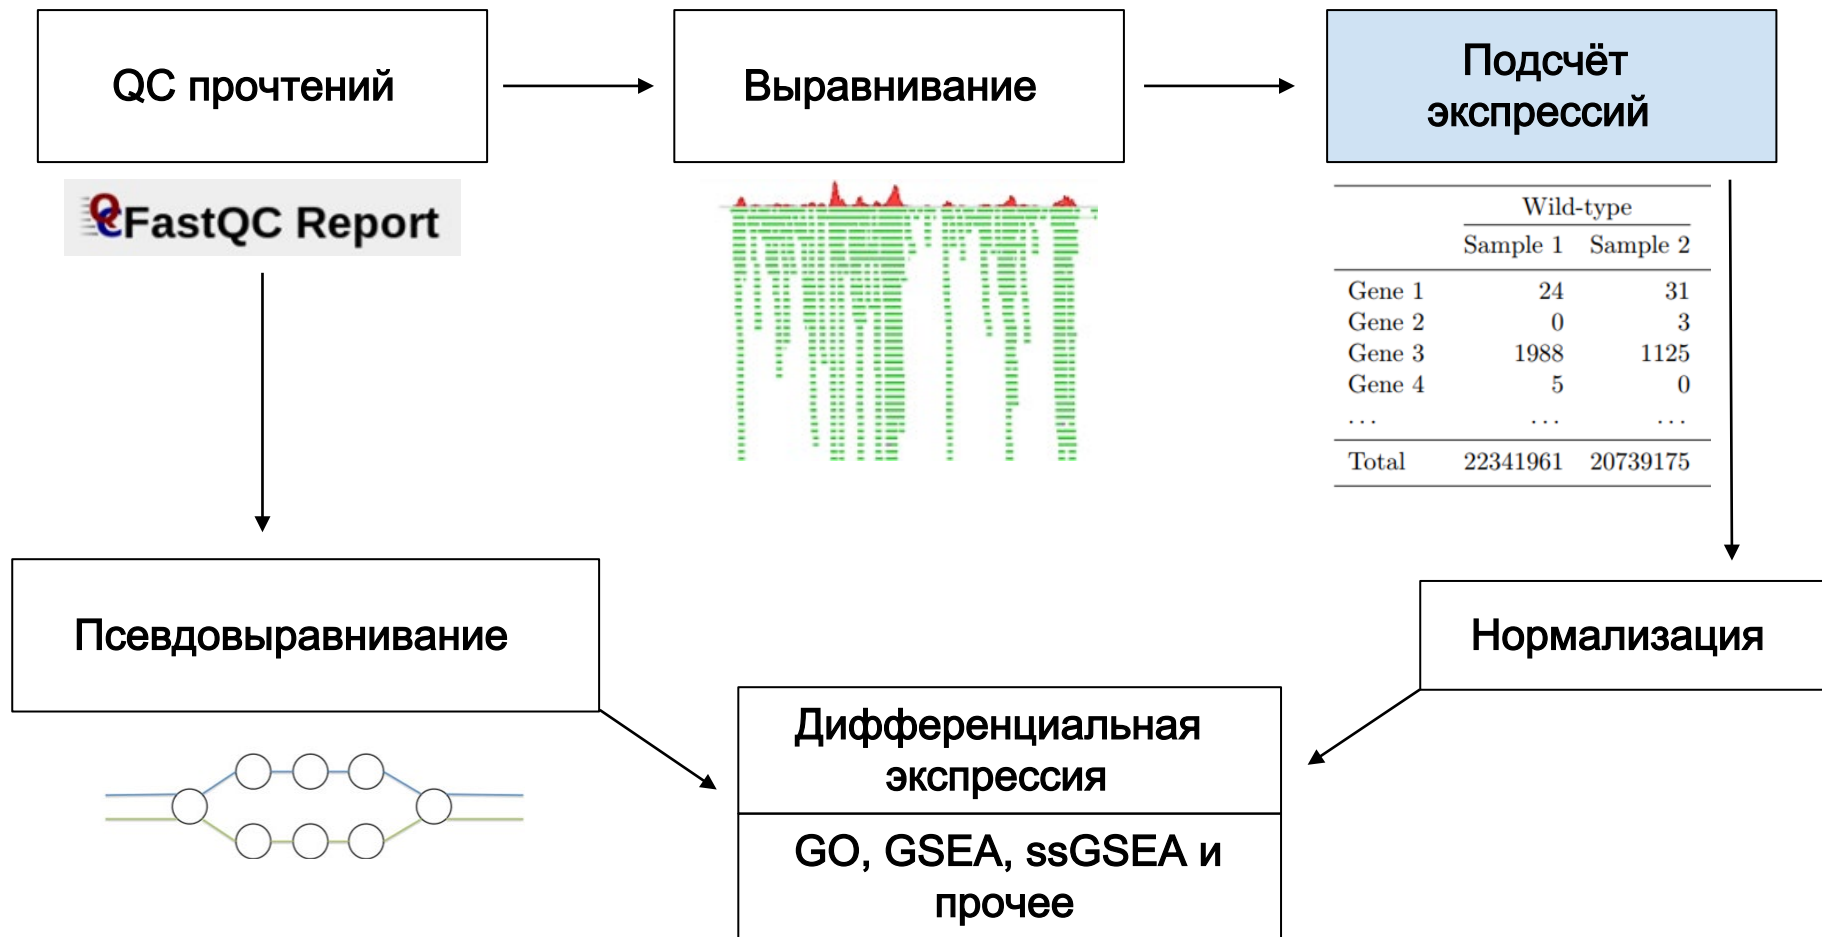 QC прочтений
Выравнивание
Подсчёт
экспрессий
QCFastQC Report
Wild-type
Sample 1 Sample 2
Gene 1 24 31
Gene 2 0 3
Gene 3 1988 1125
Gene 4 5 0
... ... ...
Total 22341961 20739175
Псевдовыравнивание
Нормализация
Дифференциальная
экспрессия
GO, GSEA, ssGSEA и
прочее